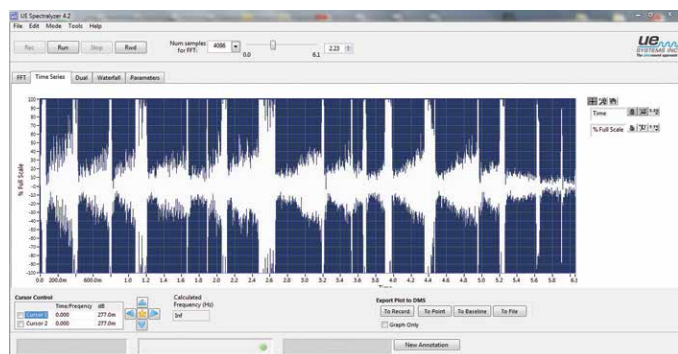 UE Spectralyzer 4.2
File Edit Mode Tools Help
Rec Run Stop Rwd
Num samples for FFT: 4096
0.0 6.1
2.23
ue
SYSTEMS INC
FFT Time Series Dual Waterfall Parameters
100
90
80
70
60
50
40
30
20
10
-0
-10
-20
-30
-40
-50
-60
-70
-80
-90
-100
% Full Scale
0.0 200.0m 600.0m 1.0 1.2 1.4 1.6 1.8 2.0 2.2 2.4 2.6 2.8 3.0 3.2 3.4 3.6 3.8 4.0 4.2 4.4 4.6 4.8 5.0 5.2 5.4 5.6 5.8 6.1
Time
Time
% Full Scale
Cursor Control
Time/Freqency dB
Cursor 1 0.000 277.0m
Cursor 2 0.000 277.0m
Calculated
Frequency (Hz)
Inf
Export Plot to DMS
To Record To Point To Baseline To File
Graph Only
New Annotation